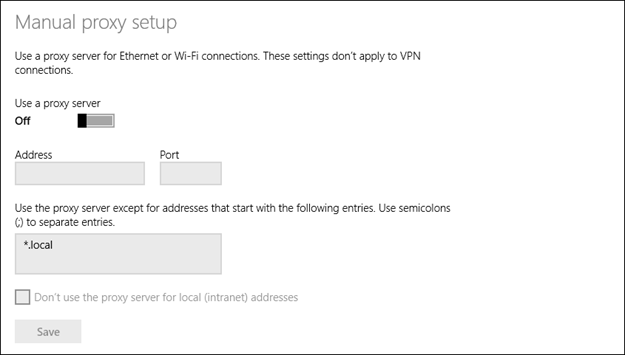 Manual proxy setup
Use a proxy server for Ethernet or Wi-Fi connections. These settings don't apply to VPN
connections.
Use a proxy server
Off
Address Port
Use the proxy server except for addresses that start with the following entries. Use semicolons
(;) to separate entries.
*.local
Don't use the proxy server for local (intranet) addresses
Save